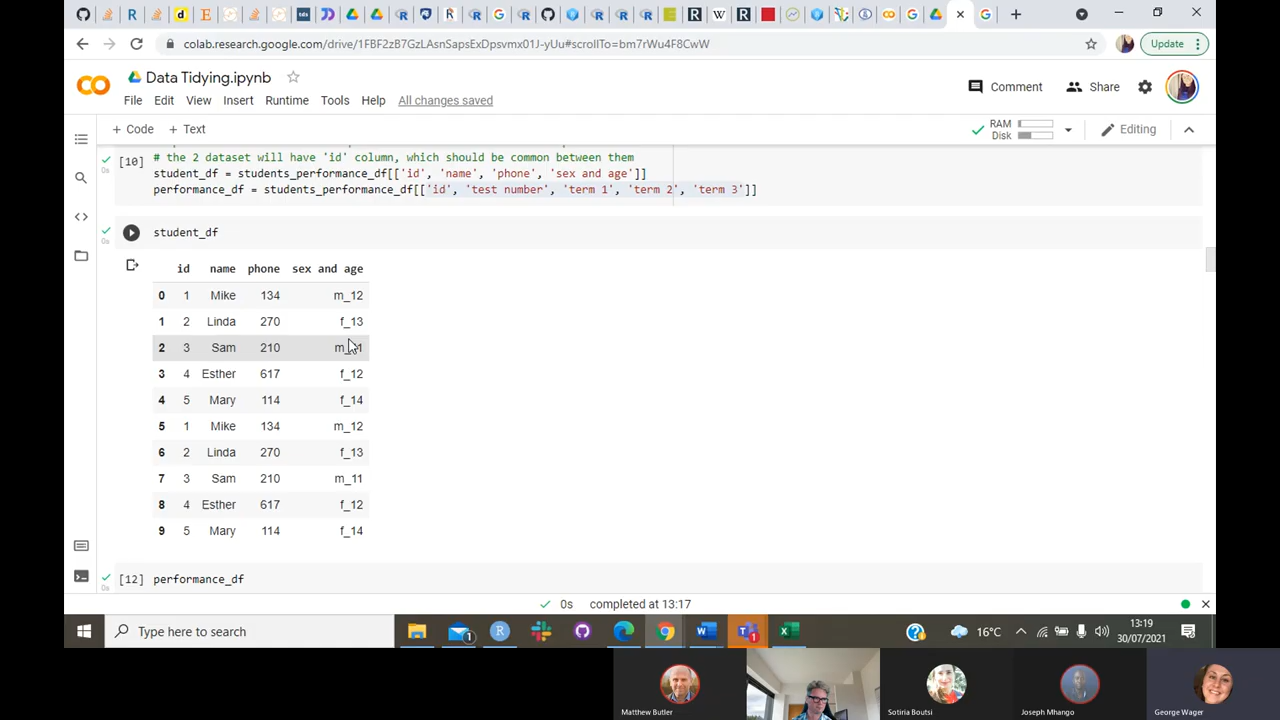 colab.research.google.com/drive/1FBF2zB7GzLAsnSapsExDpsvmx01J-yUu#scrollTo=bm7rWu4F8CwW
Update
Data Tidying.ipynb
File Edit View Insert Runtime Tools Help All changes saved
Comment Share
+ Code + Text
RAM
Disk
Editing
[10] # the 2 dataset will have 'id' column, which should be common between them
0s
student_df = students_performance_df[['id', 'name', 'phone', 'sex and age']]
performance_df = students_performance_df[['id', 'test number', 'term 1', 'term 2', 'term 3']]
student_df
0s
id name phone sex and age
0 1 Mike 134 m_12
1 2 Linda 270 f_13
2 3 Sam 210 m_1
3 4 Esther 617 f_12
4 5 Mary 114 f_14
5 1 Mike 134 m_12
6 2 Linda 270 f_13
7 3 Sam 210 m_11
8 4 Esther 617 f_12
9 5 Mary 114 f_14
[12] performance_df
0s
0s completed at 13:17
Type here to search
16°C
13:19
30/07/2021
Matthew Butler
Sotiria Boutsi
Joseph Mhango
George Wager